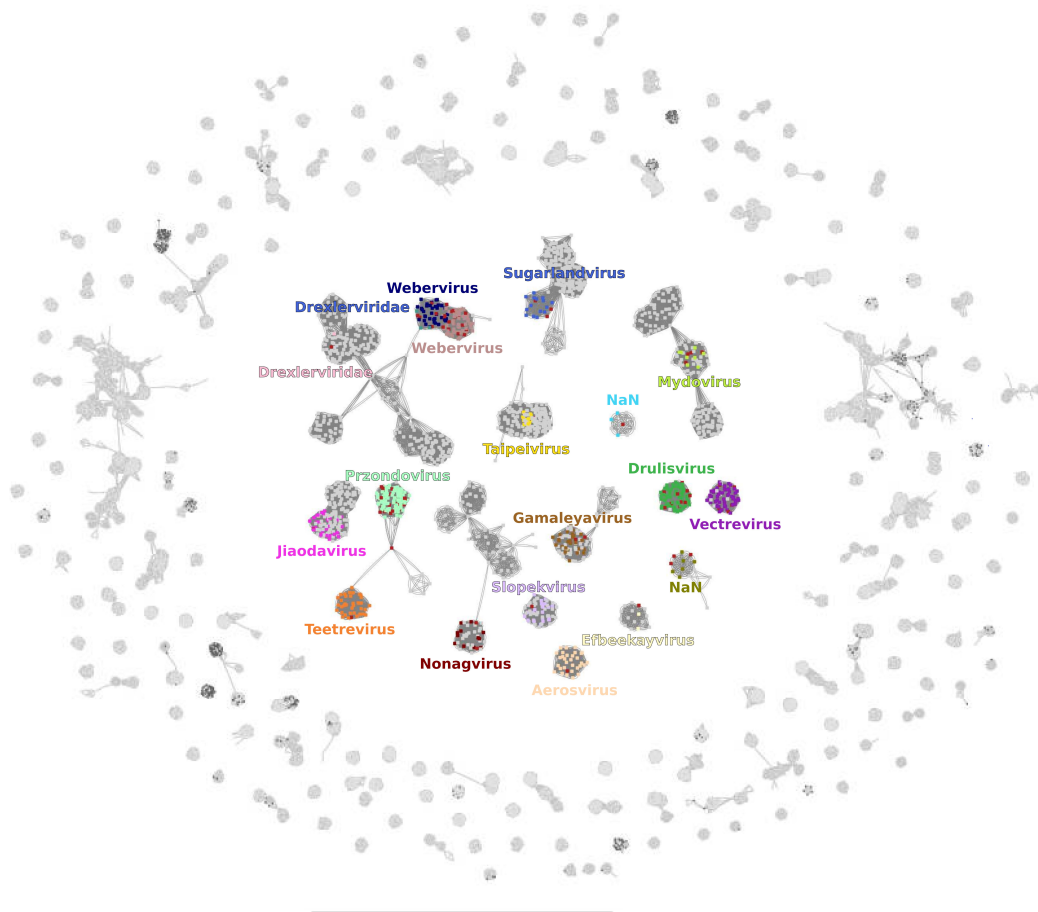 Sugarlandvirus
Webervirus
Drexlerviridae
Webervirus
Drexlerviridae
Mydovirus
NaN
Taipeivirus
Drulisvirus
Przondovirus
Gamaleyavirus
Vectrevirus
Jiaodavirus
Slopekvirus
NaN
Teetrevirus
Efbeekayvirus
Nonagvirus
Aerosvirus